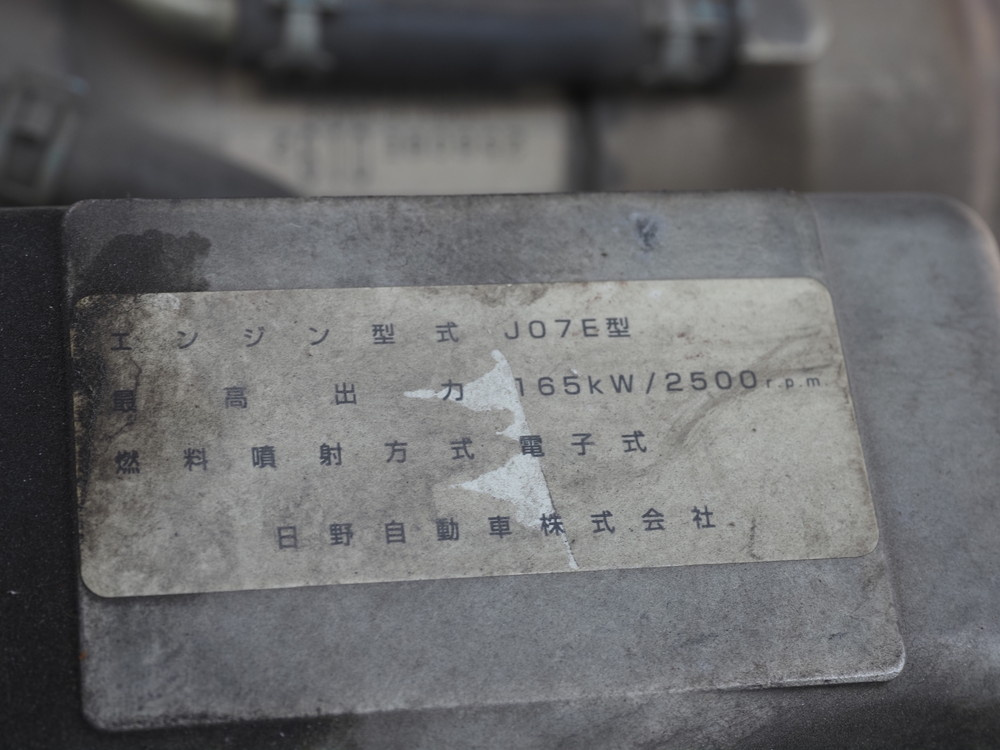 エンジン型式 J07E型
最高出力 165kW/2500r.p.m.
燃料噴射方式 電子式
日野自動車株式会社